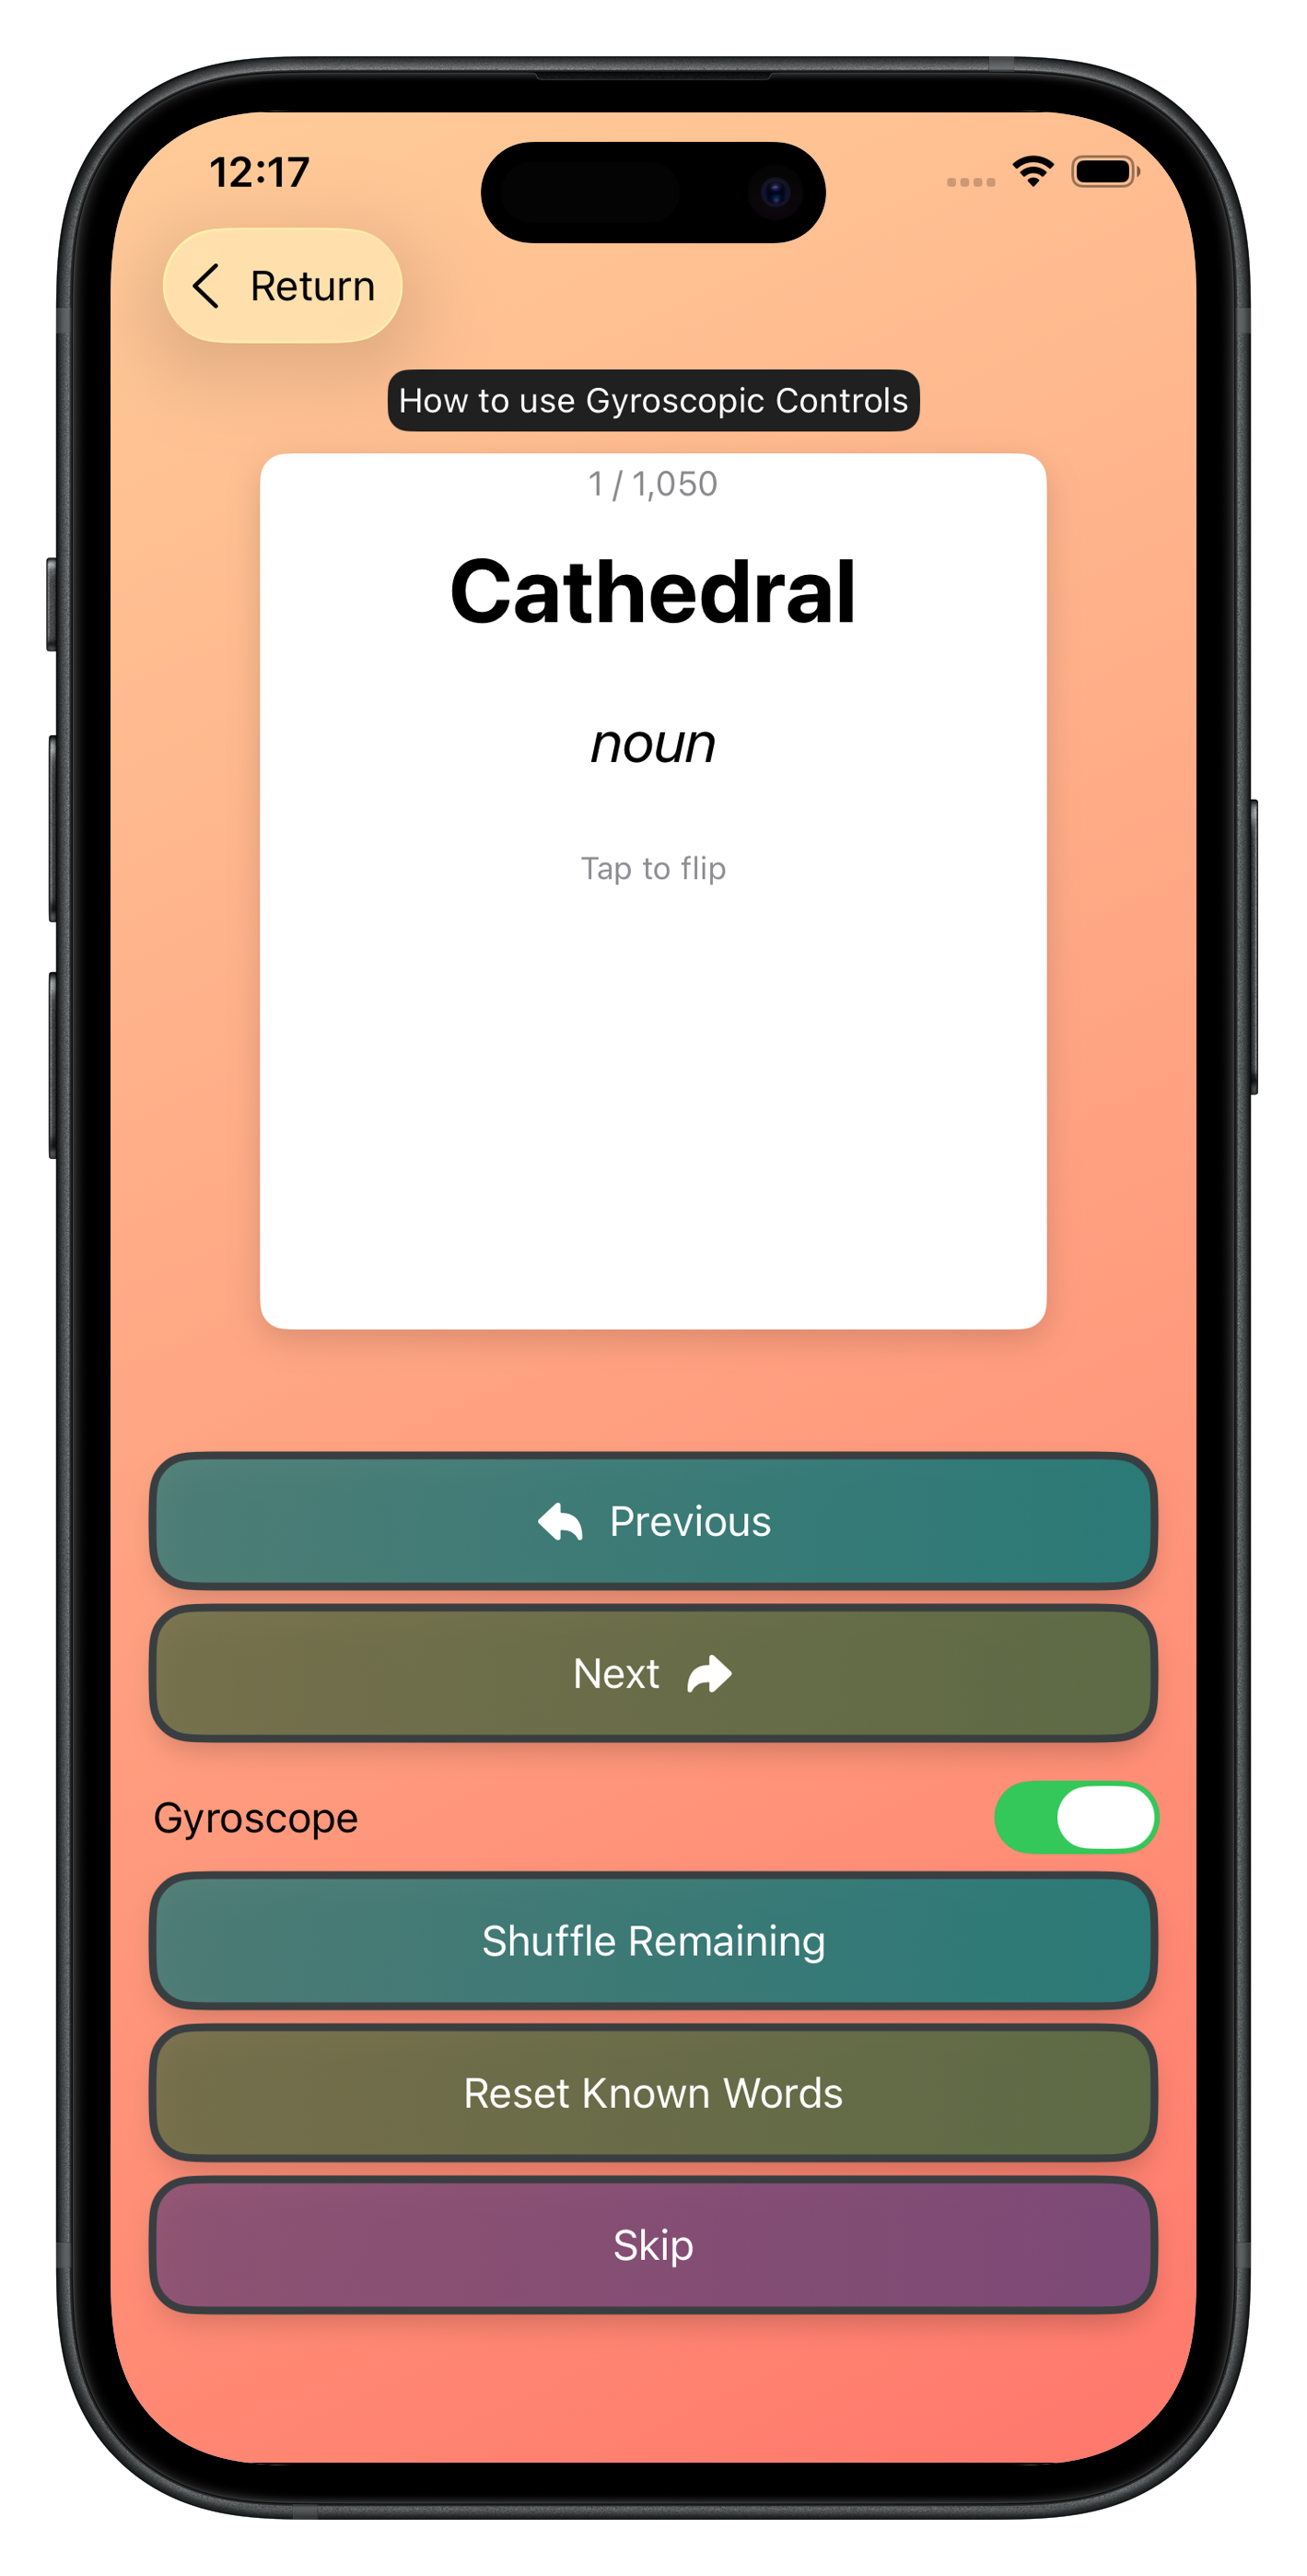 12:17
Return
How to use Gyroscopic Controls
1 / 1,050
Cathedral
noun
Tap to flip
Previous
Next
Gyroscope
Shuffle Remaining
Reset Known Words
Skip